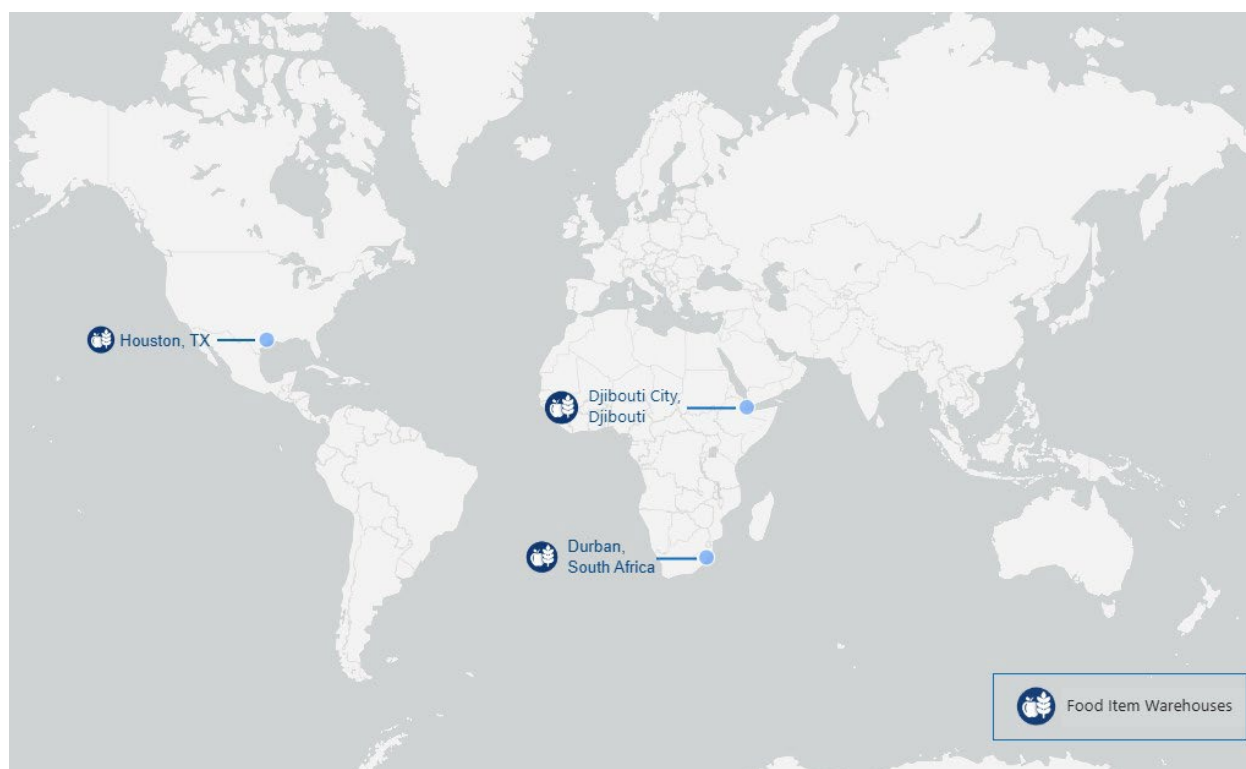 Houston, TX
Djibouti City,
Djibouti
Durban,
South Africa
Food Item Warehouses